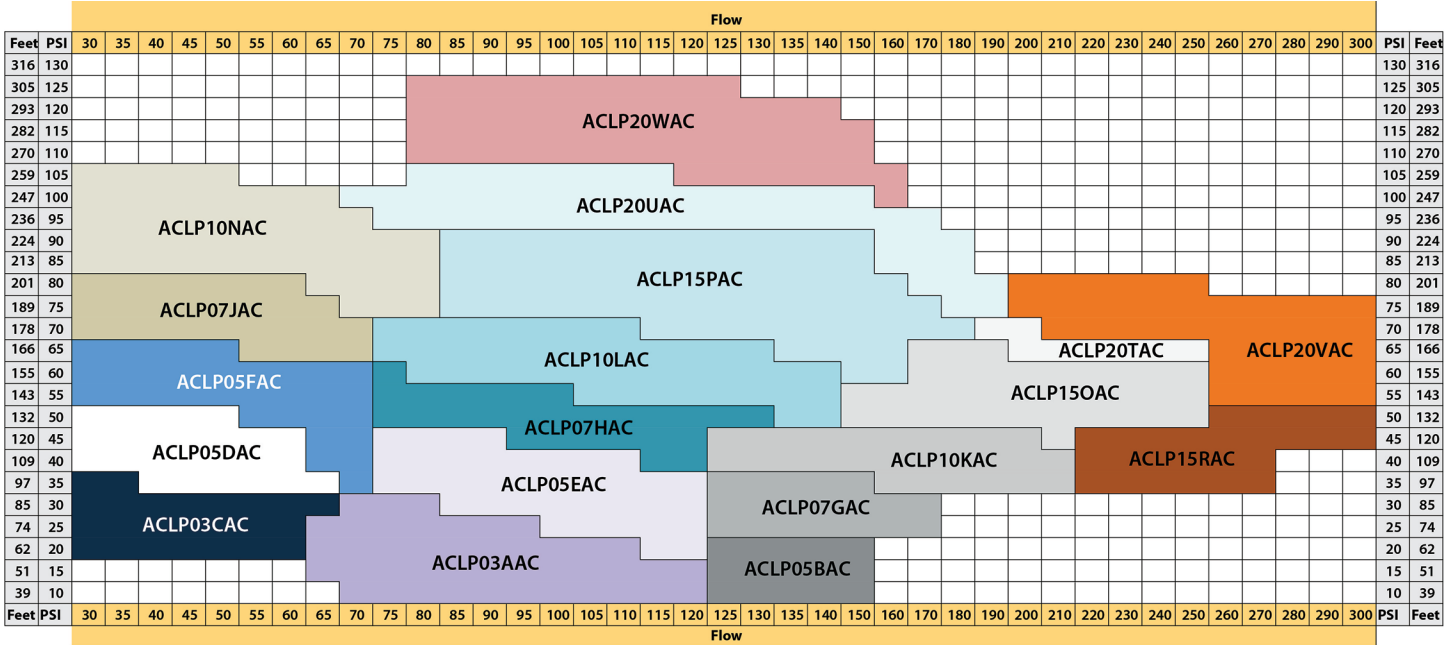 Flow
Feet PSI 30 35 40 45 50 55 60 65 70 75 80 85 90 95 100 105 110 115 120 125 130 135 140 150 160 170 180 190 200 210 220 230 240 250 260 270 280 290 300 PSI Feet
316 130 130 316
305 125 125 305
293 120 ACLP20WAC 120 293
282 115 115 282
270 110 110 270
259 105 105 259
247 100 ACLP20UAC 100 247
236 95 ACLP10NAC 95 236
224 90 90 224
213 85 ACLP15PAC 85 213
201 80 80 201
189 75 ACLP07JAC 75 189
178 70 70 178
166 65 ACLP10LAC ACLP20TAC ACLP20VAC 65 166
155 60 ACLP05FAC 60 155
143 55 ACLP15OAC 55 143
132 50 ACLP07HAC 50 132
120 45 ACLP05DAC 45 120
109 40 ACLP10KAC ACLP15RAC 40 109
97 35 ACLP05EAC 35 97
85 30 ACLP07GAC 30 85
74 25 ACLP03CAC 25 74
62 20 ACLP03AAC 20 62
51 15 ACLP05BAC 15 51
39 10 10 39
Feet PSI 30 35 40 45 50 55 60 65 70 75 80 85 90 95 100 105 110 115 120 125 130 135 140 150 160 170 180 190 200 210 220 230 240 250 260 270 280 290 300 PSI Feet
Flow